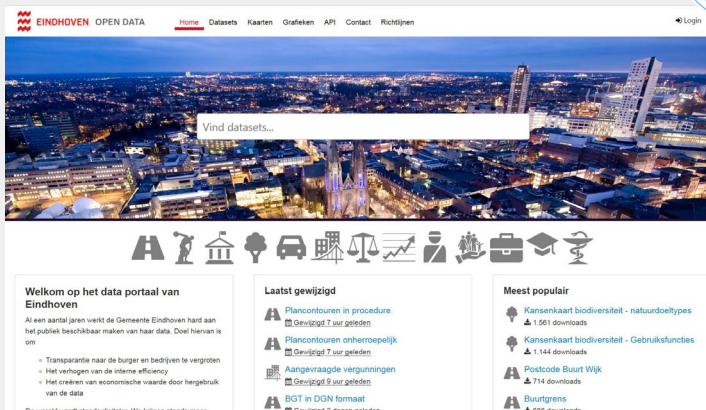 EINDHOVEN OPEN DATA
Home Datasets Kaarten Grafieken API Contact Richtlijnen
Login
Vind datasets...
Welkom op het data portaal van
Eindhoven
Al een aantal jaren werkt de Gemeente Eindhoven hard aan
het publiek beschikbaar maken van haar data. Doel hiervan is
om
Transparantie naar de burger en bedrijven te vergroten
Het verhogen van de interne efficiency
Het creëren van economische waarde door hergebruik
van de data
Laatst gewijzigd
Plancontouren in procedure
Gewijzigd 7 uur geleden
Plancontouren onherroepelijk
Gewijzigd 7 uur geleden
Aangevraagde vergunningen
Gewijzigd 9 uur geleden
BGT in DGN formaat
Meest populair
Kansenkaart biodiversiteit - natuurdoeltypes
1.561 downloads
Kansenkaart biodiversiteit - Gebruiksfuncties
1.144 downloads
Postcode Buurt Wijk
714 downloads
Buurtgrens